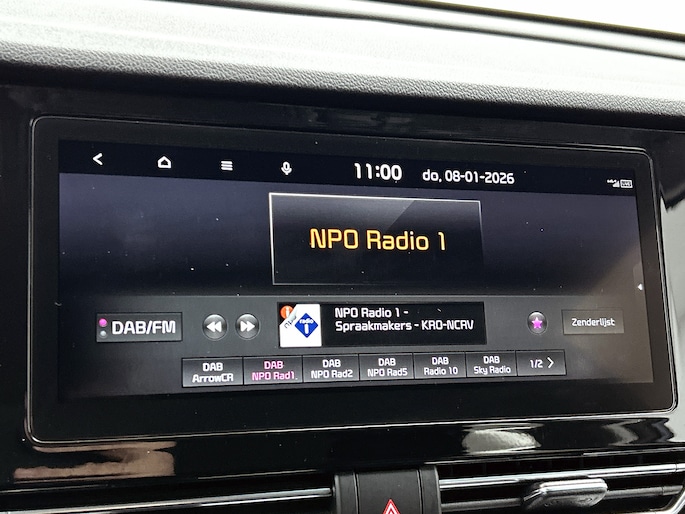 11:00 do, 08-01-2026
NPO Radio 1
DAB/FM
NPO Radio 1 -
Spraakmakers - KRO-NCRV
radio
Zenderlijst
DAB
ArrowCR
DAB
NPO Rad1.
DAB
NPO Rad2
DAB
NPO Rad5
DAB
Radio 10
DAB
Sky Radio
1/2